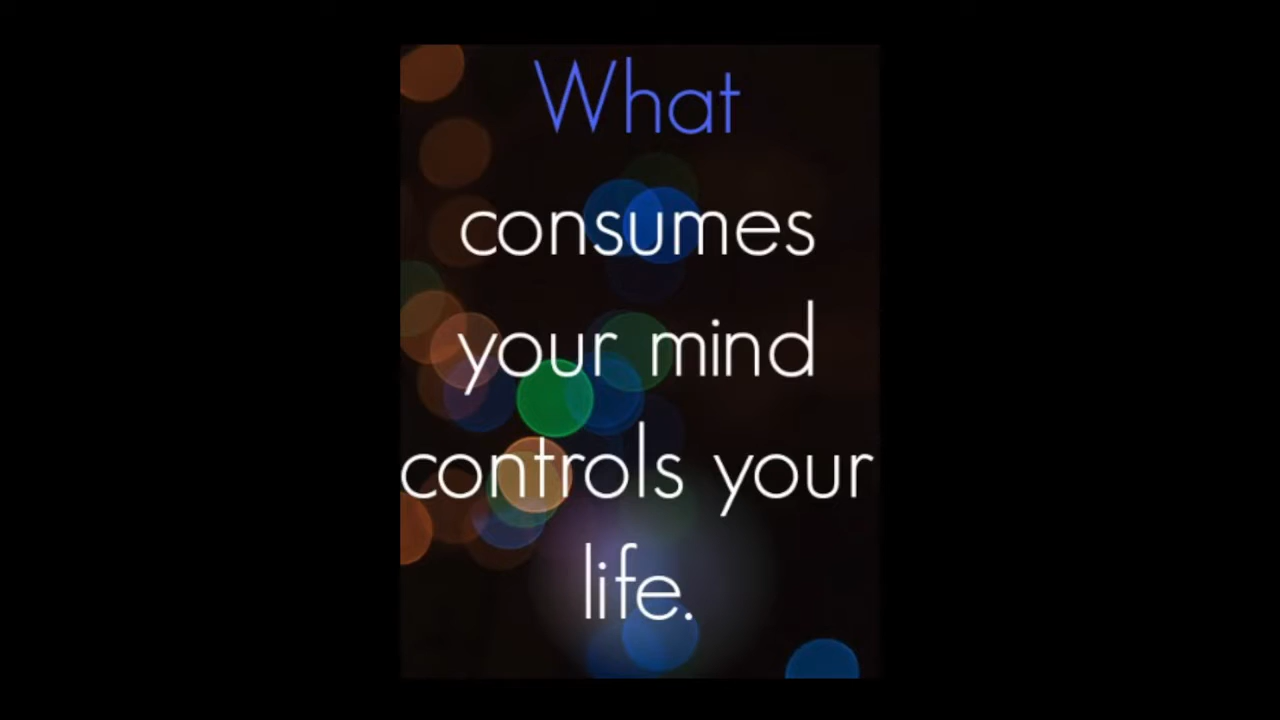 What
consumes
your mind
controls your
life.